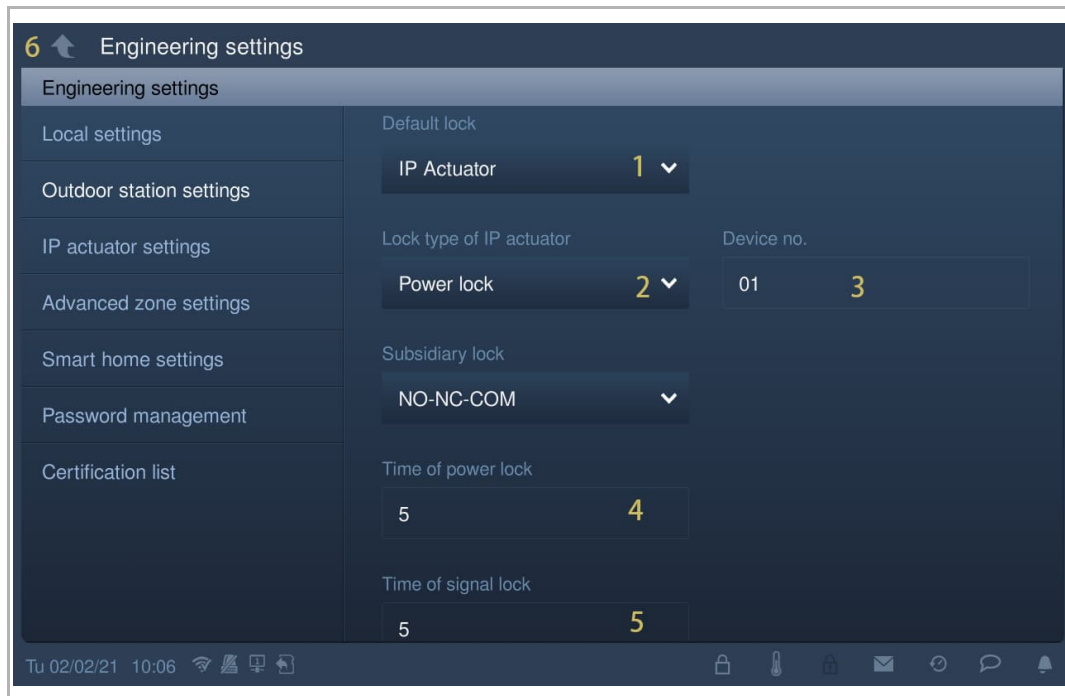 6 Engineering settings
Engineering settings
Local settings
Outdoor station settings
IP actuator settings
Advanced zone settings
Smart home settings
Password management
Certification list
Default lock
IP Actuator 1
Lock type of IP actuator
Power lock 2
Device no.
01 3
Subsidiary lock
NO-NC-COM
Time of power lock
5 4
Time of signal lock
5 5
Tu 02/02/21 10:06